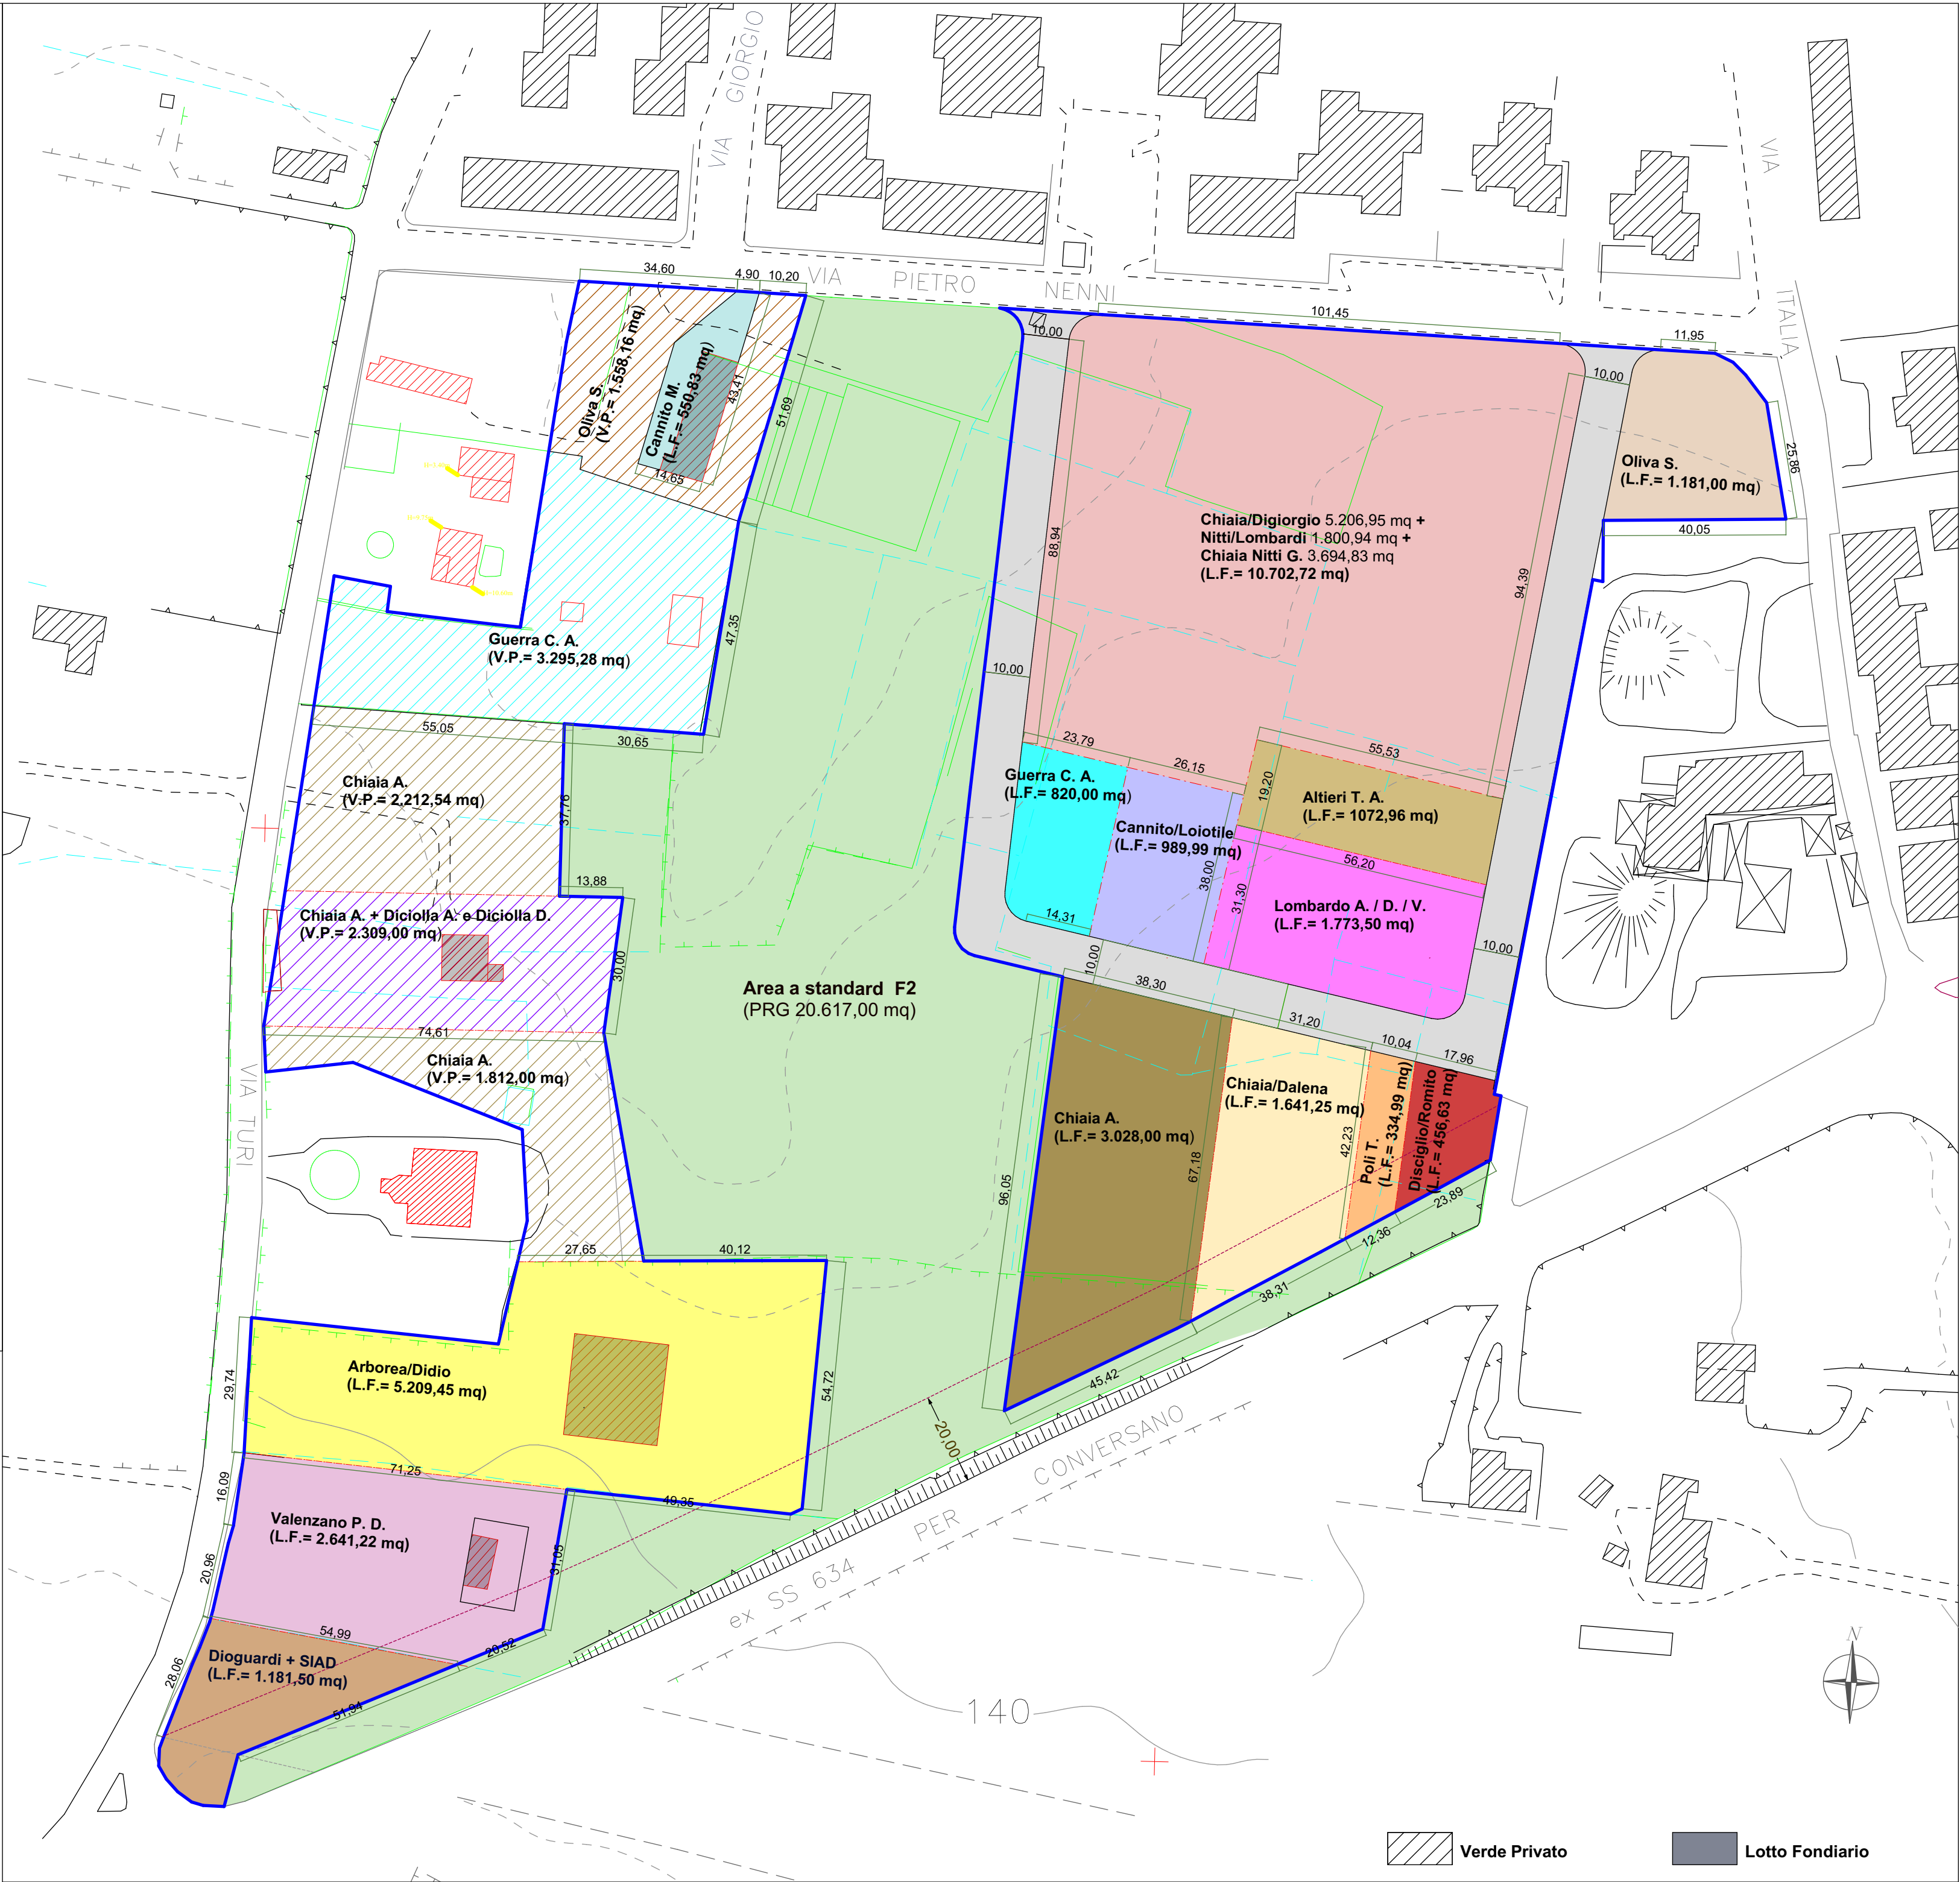 VIA GIORGIO
VIA PIETRO NENNI
VIA ITALIA
34,60
4,90
10,20
101,45
11,95
10,00
10,00
Oliva S.
(V.P.= 1.558,16 mq)
Cannito M.
(L.F.= 550,83 mq)
43,41
51,69
14,65
Oliva S.
(L.F.= 1.181,00 mq)
25,86
40,05
Chiaia/Digiorgio 5.206,95 mq +
Nitti/Lombardi 1.800,94 mq +
Chiaia Nitti G. 3.694,83 mq
(L.F.= 10.702,72 mq)
88,94
94,39
Guerra C. A.
(V.P.= 3.295,28 mq)
47,35
10,00
55,05
30,65
23,79
26,15
55,53
19,20
Chiaia A.
(V.P.= 2.212,54 mq)
37,76
Guerra C. A.
(L.F.= 820,00 mq)
Altieri T. A.
(L.F.= 1072,96 mq)
Cannito/Loiotile
(L.F.= 989,99 mq)
56,20
38,00
31,30
13,88
Chiaia A. + Diciolla A. e Diciolla D.
(V.P.= 2.309,00 mq)
30,00
14,31
Lombardo A. / D. / V.
(L.F.= 1.773,50 mq)
10,00
10,00
Area a standard F2
(PRG 20.617,00 mq)
38,30
31,20
10,04
17,96
74,61
Chiaia A.
(V.P.= 1.812,00 mq)
VIA TURI
Chiaia A.
(L.F.= 3.028,00 mq)
Chiaia/Dalena
(L.F.= 1.641,25 mq)
Poli T.
(L.F.= 334,99 mq)
Disciglio/Romito
(L.F.= 456,63 mq)
96,05
67,18
42,23
23,89
12,36
38,31
45,42
27,65
40,12
29,74
Arborea/Didio
(L.F.= 5.209,45 mq)
54,72
20,00
71,25
49,35
16,09
Valenzano P. D.
(L.F.= 2.641,22 mq)
31,05
20,96
54,99
20,52
Dioguardi + SIAD
(L.F.= 1.181,50 mq)
28,06
51,94
ex SS 634 PER CONVERSANO
140
N
Verde Privato
Lotto Fondiario